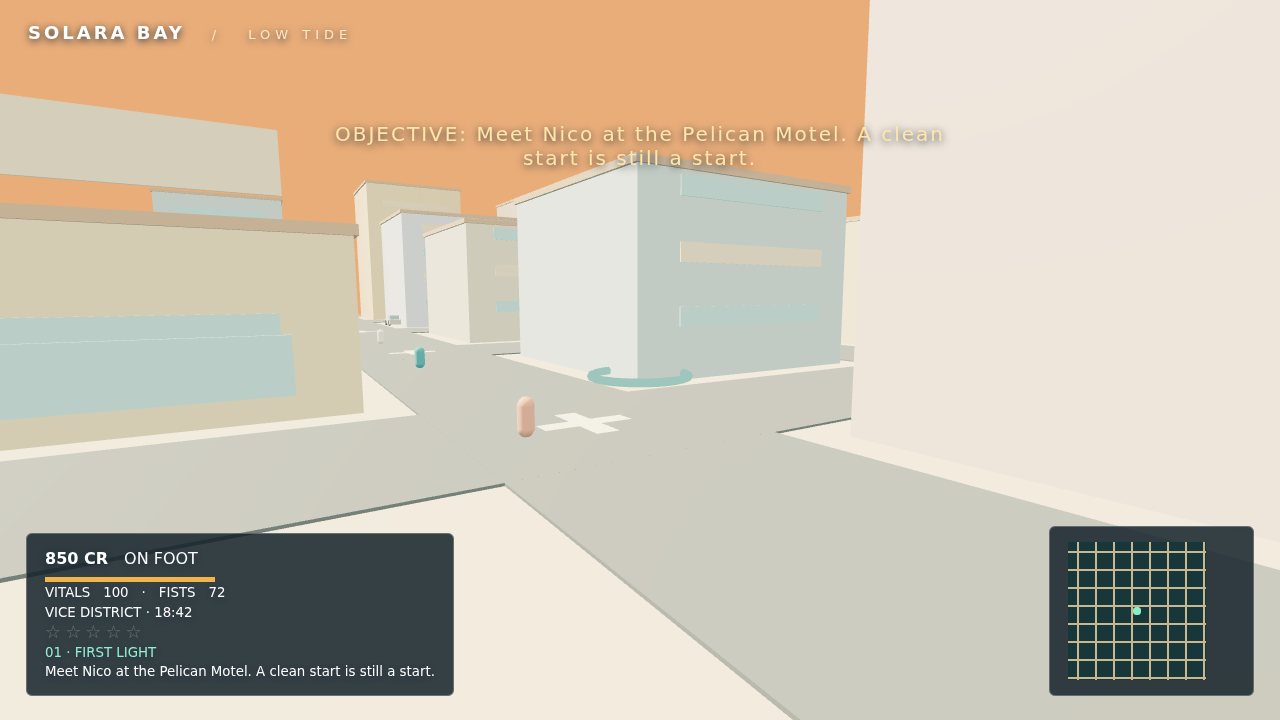 SOLARA BAY / LOW TIDE
OBJECTIVE: Meet Nico at the Pelican Motel. A clean
start is still a start.
850 CR ON FOOT
VITALS 100 · FISTS 72
VICE DISTRICT · 18:42
☆☆☆☆☆
01 · FIRST LIGHT
Meet Nico at the Pelican Motel. A clean start is still a start.